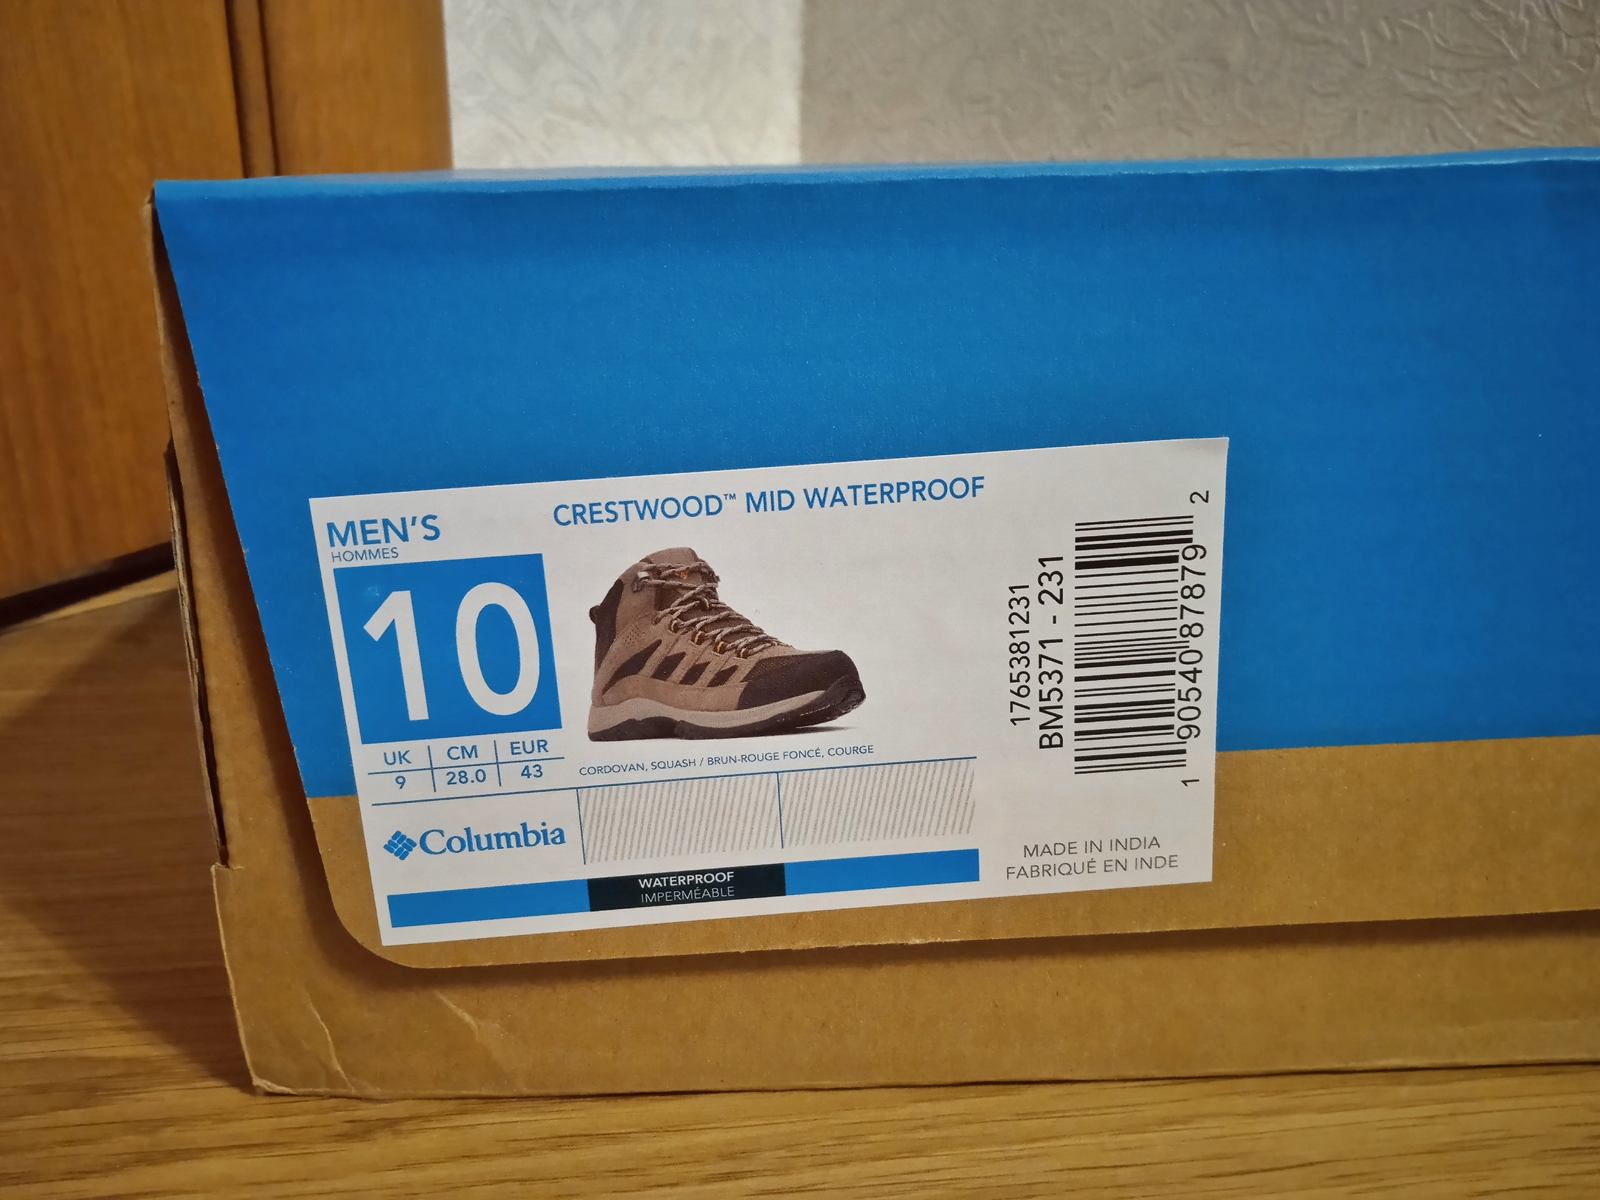 MEN'S
HOMMES
10
UK | CM | EUR
9 | 28.0 | 43
CRESTWOOD™ MID WATERPROOF
CORDOVAN, SQUASH / BRUN-ROUGE FONCÉ, COURGE
Columbia
WATERPROOF
IMPERMÉABLE
1765381231
BM5371 - 231
1 90540 87879 2
MADE IN INDIA
FABRIQUÉ EN INDE